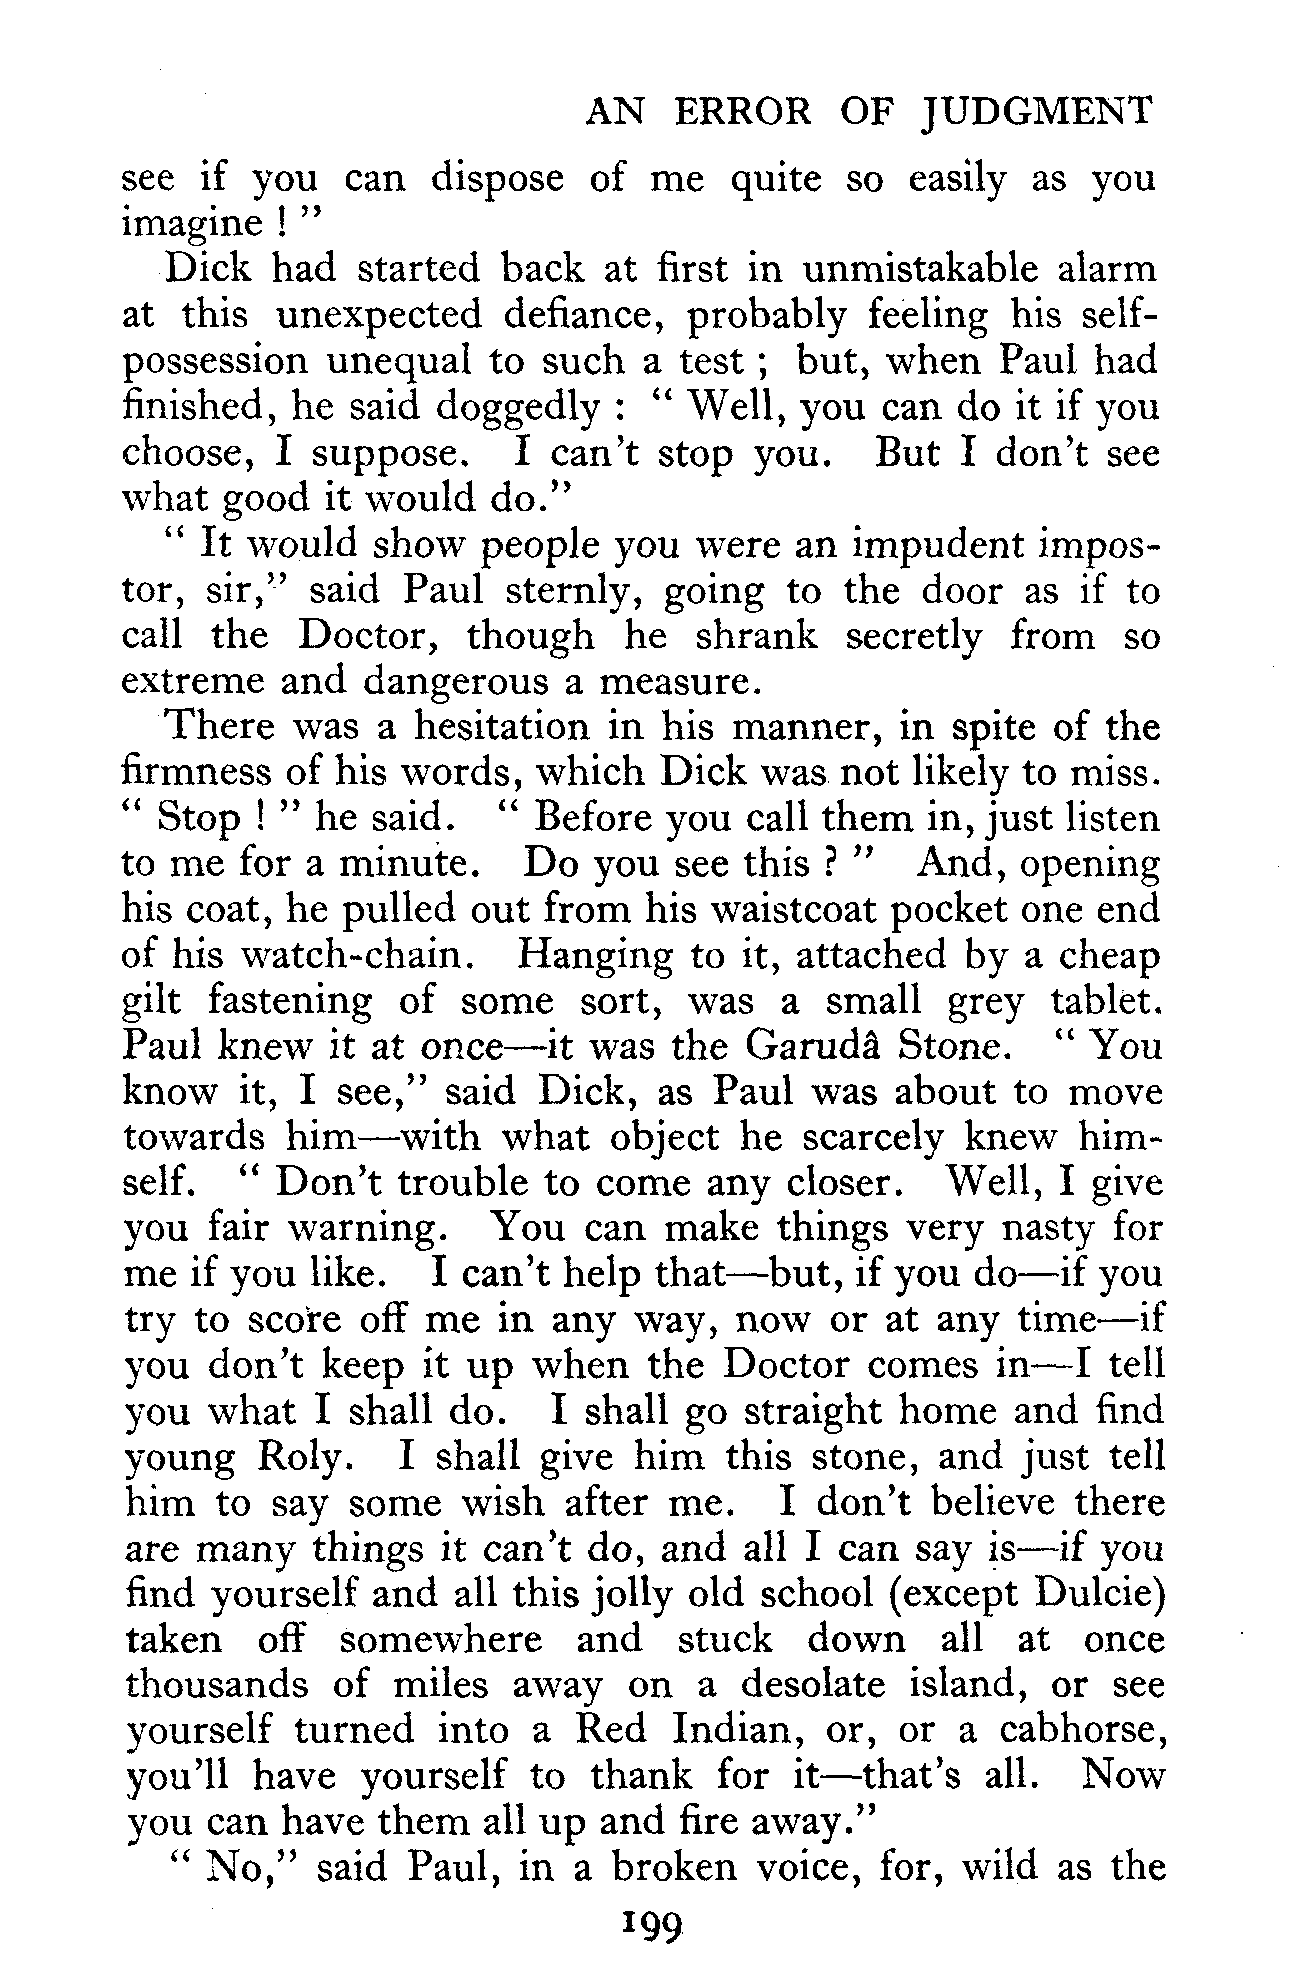 AN ERROR OF JUDGMENT
see if you can dispose of me quite so easily as you
imagine ! ”
Dick had started back at first in unmistakable alarm
at this unexpected defiance, probably feeling his self-
possession unequal to such a test ; but, when Paul had
finished, he said doggedly : “ Well, you can do it if you
choose, I suppose. I can't stop you. But I don't see
what good it would do.”
“ It would show people you were an impudent impos-
tor, sir,” said Paul sternly, going to the door as if to
call the Doctor, though he shrank secretly from so
extreme and dangerous a measure.
There was a hesitation in his manner, in spite of the
firmness of his words, which Dick was not likely to miss.
“ Stop ! ” he said. “ Before you call them in, just listen
to me for a minute. Do you see this ? ” And, opening
his coat, he pulled out from his waistcoat pocket one end
of his watch-chain. Hanging to it, attached by a cheap
gilt fastening of some sort, was a small grey tablet.
Paul knew it at once—it was the Garudâ Stone. “ You
know it, I see,” said Dick, as Paul was about to move
towards him—with what object he scarcely knew him-
self. “ Don't trouble to come any closer. Well, I give
you fair warning. You can make things very nasty for
me if you like. I can't help that—but, if you do—if you
try to score off me in any way, now or at any time—if
you don't keep it up when the Doctor comes in—I tell
you what I shall do. I shall go straight home and find
young Roly. I shall give him this stone, and just tell
him to say some wish after me. I don't believe there
are many things it can't do, and all I can say is—if you
find yourself and all this jolly old school (except Dulcie)
taken off somewhere and stuck down all at once
thousands of miles away on a desolate island, or see
yourself turned into a Red Indian, or, or a cabhorse,
you'll have yourself to thank for it—that's all. Now
you can have them all up and fire away.”
“ No,” said Paul, in a broken voice, for, wild as the
199